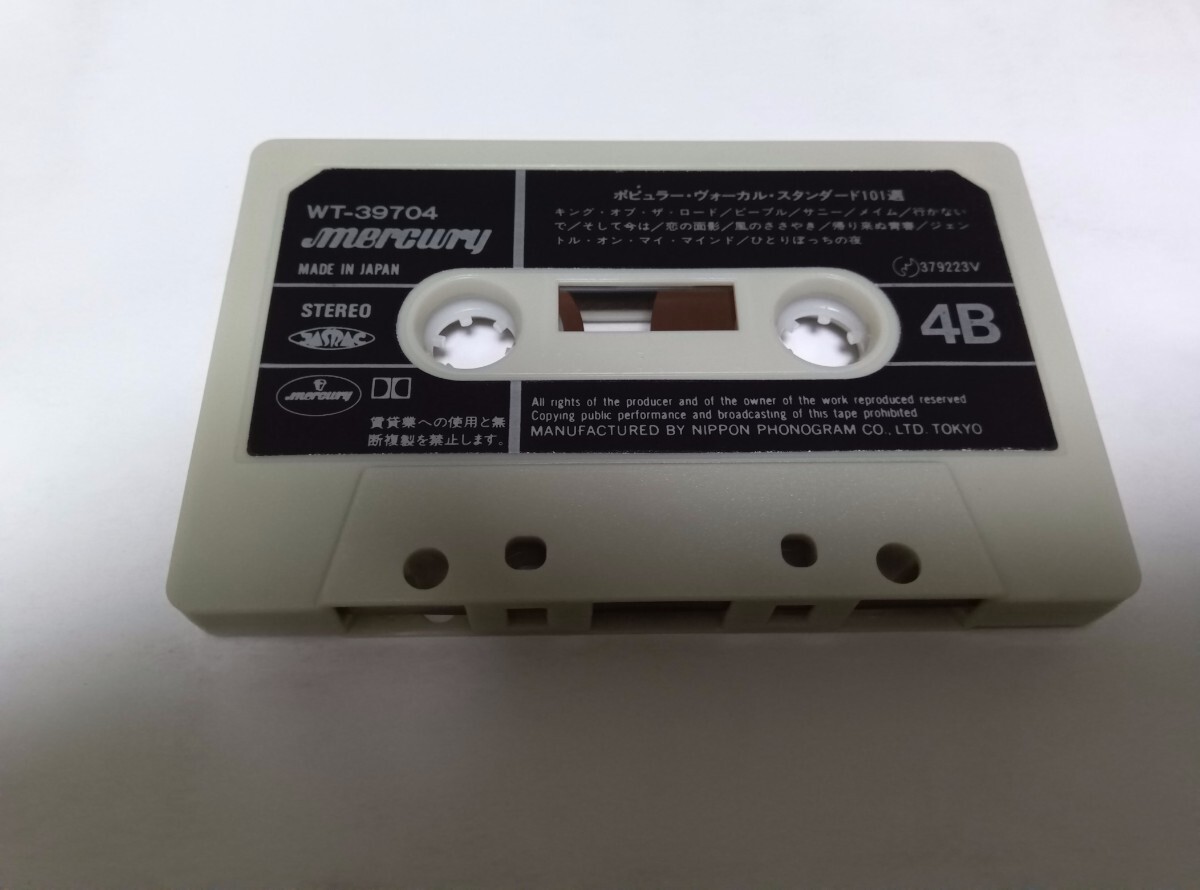 WT-39704
mercury
MADE IN JAPAN
ポピュラー・ヴォーカル・スタンダード101選
キング・オブ・ザ・ロード/ピープル/サニー/メイム/行かない
で/そして今は/恋の面影/風のささやき/帰り来ぬ青春/ジェン
トル・オン・マイ・マインド/ひとりぼっちの夜
379223V
STEREO
JASRAC
4B
mercury
賃貸業への使用と無
断複製を禁止します。
All rights of the producer and of the owner of the work reproduced reserved
Copying public performance and broadcasting of this tape prohibited
MANUFACTURED BY NIPPON PHONOGRAM CO., LTD. TOKYO